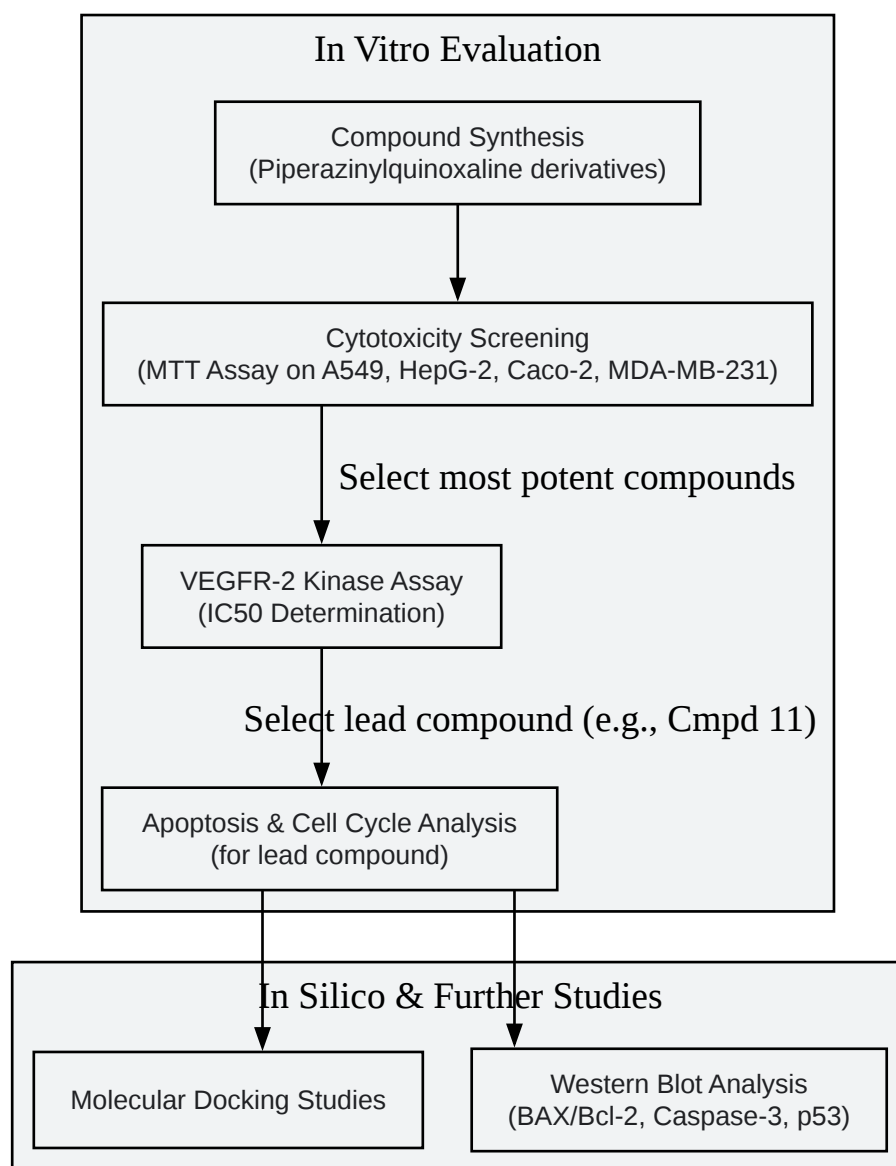 In Vitro Evaluation
Compound Synthesis
(Piperazinylquinoxaline derivatives)
Cytotoxicity Screening
(MTT Assay on A549, HepG-2, Caco-2, MDA-MB-231)
Select most potent compounds
VEGFR-2 Kinase Assay
(IC50 Determination)
Select lead compound (e.g., Cmpd 11)
Apoptosis & Cell Cycle Analysis
(for lead compound)
In Silico & Further Studies
Molecular Docking Studies
Western Blot Analysis
(BAX/Bcl-2, Caspase-3, p53)